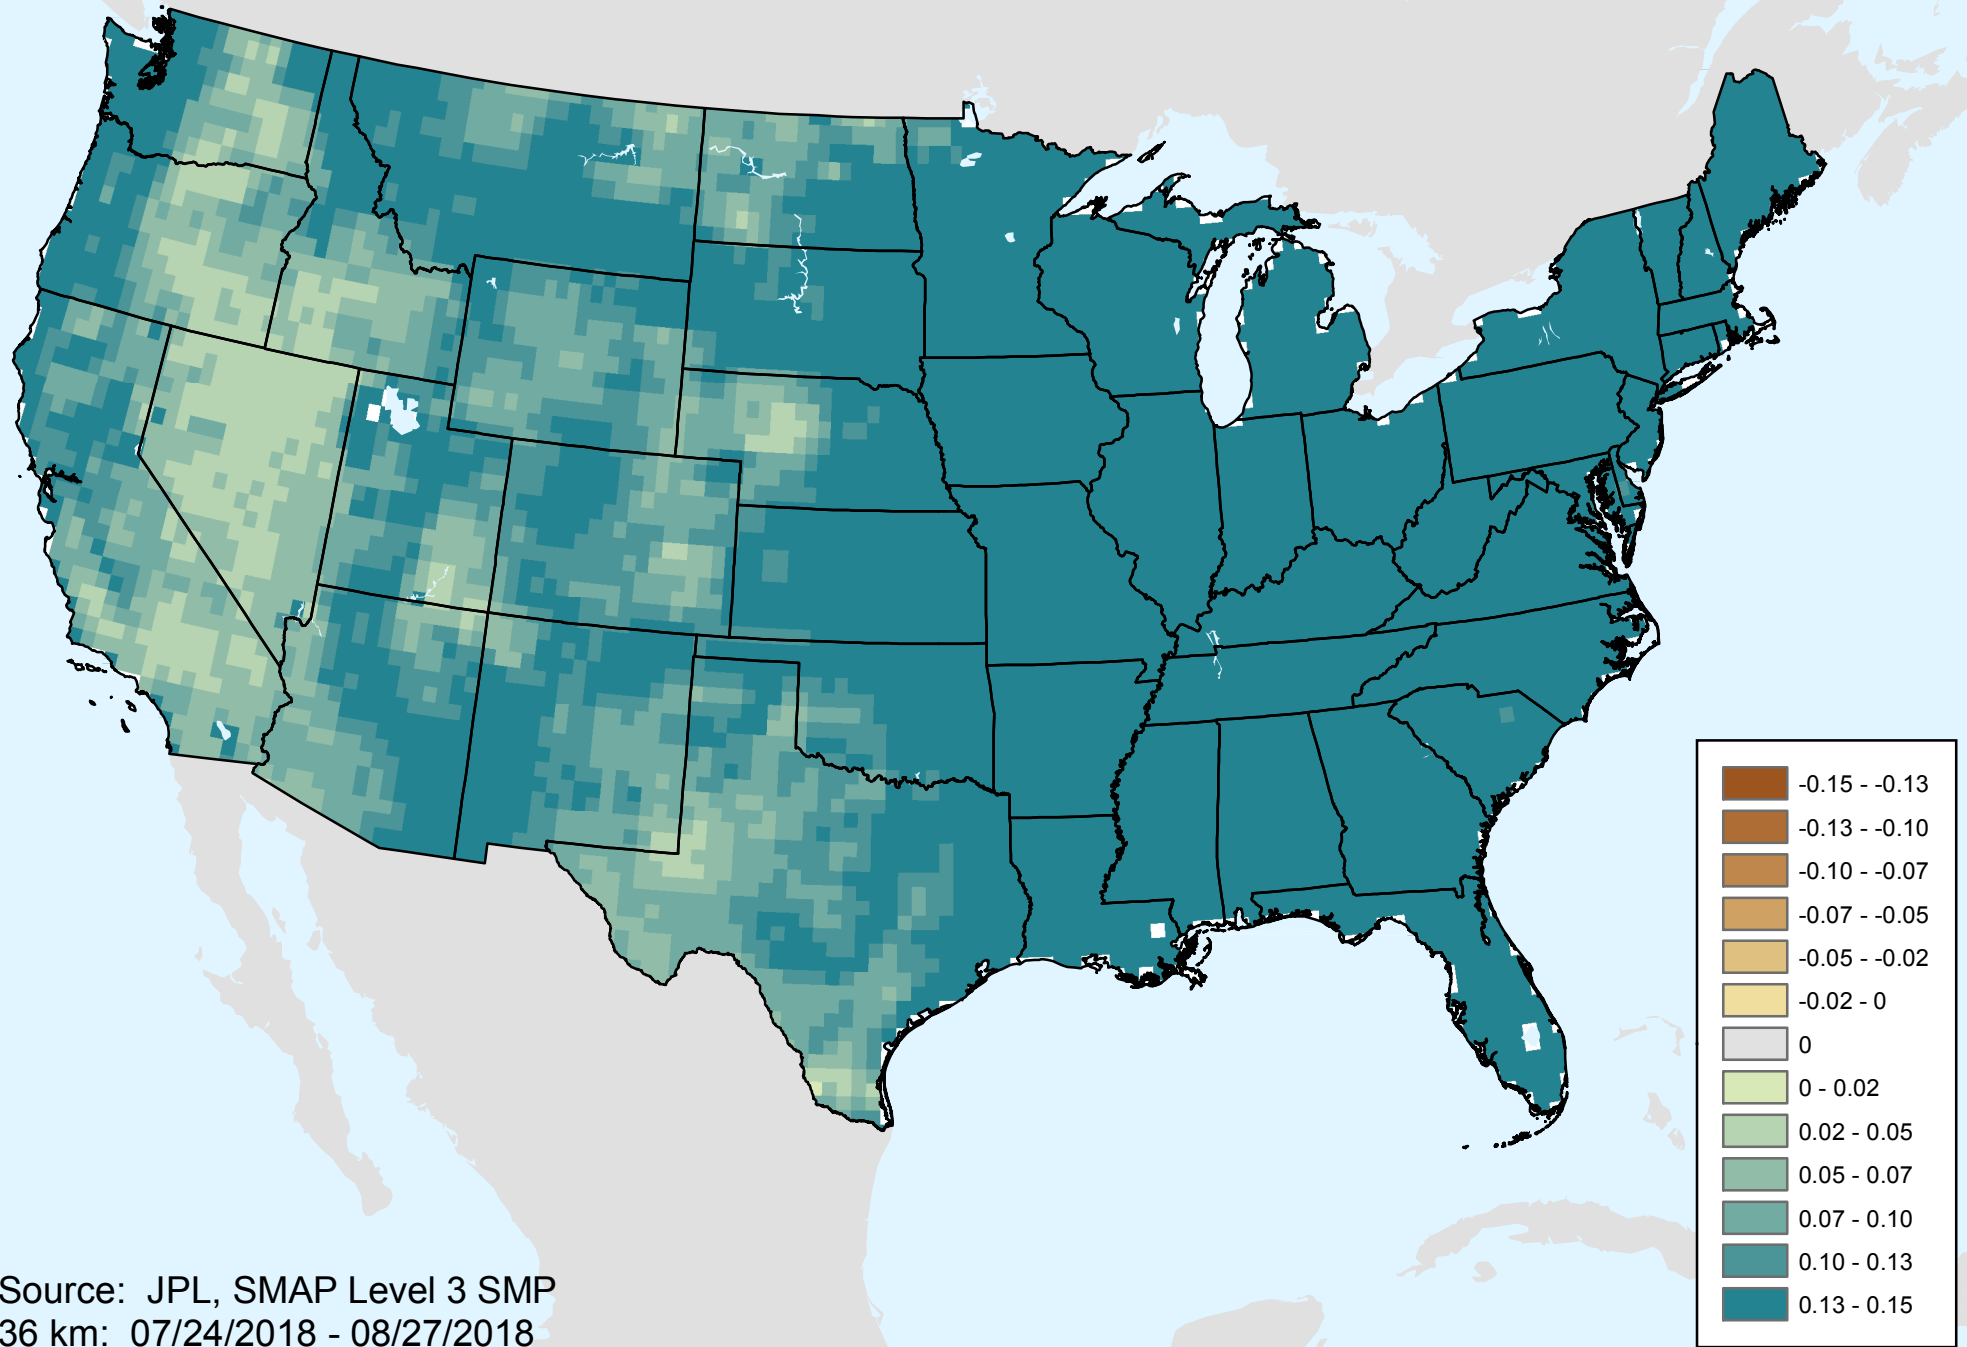 -0.15 - -0.13
-0.13 - -0.10
-0.10 - -0.07
-0.07 - -0.05
-0.05 - -0.02
-0.02 - 0
0
0 - 0.02
0.02 - 0.05
0.05 - 0.07
0.07 - 0.10
0.10 - 0.13
0.13 - 0.15
Source: JPL, SMAP Level 3 SMP
36 km: 07/24/2018 - 08/27/2018